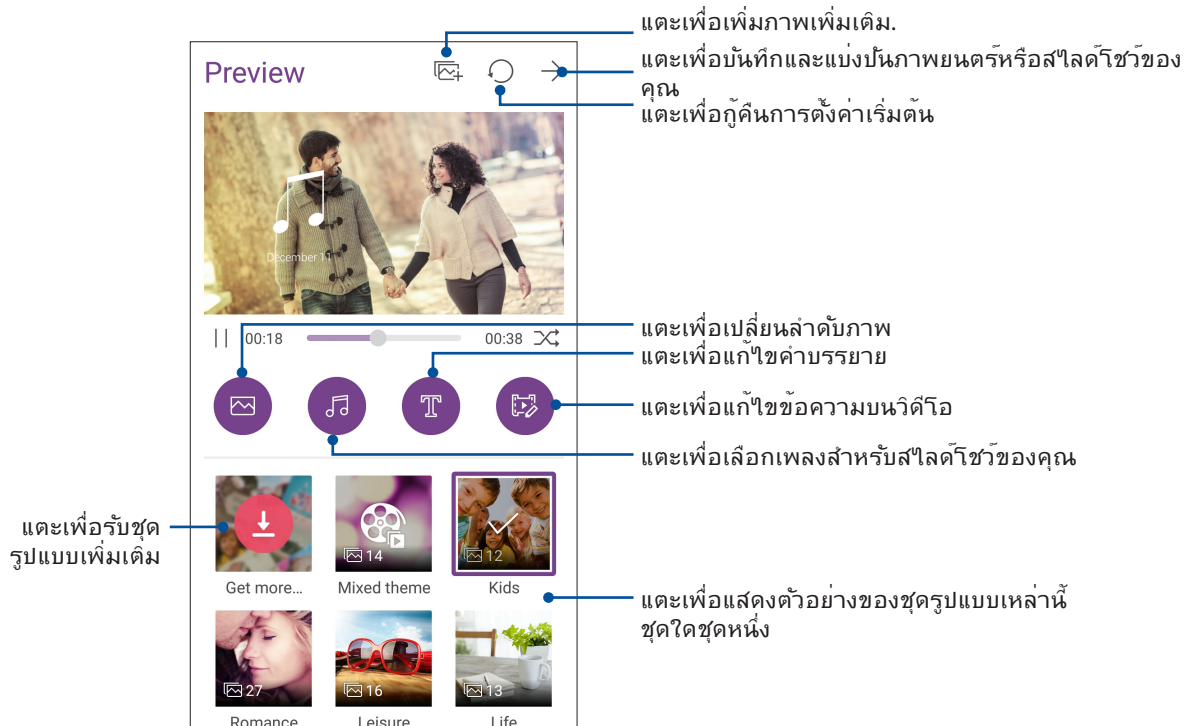 แตะเพื่อเพิ่มภาพเพิ่มเติม.
แตะเพื่อบันทึกและแบ่งปันภาพยนตร์หรือสไลด์โชว์ของ
คุณ
แตะเพื่อกู้คืนการตั้งค่าเริ่มต้น
Preview
December 11
00:18
00:38
แตะเพื่อเปลี่ยนลำดับภาพ
แตะเพื่อแก้ไขคำบรรยาย
แตะเพื่อแก้ไขข้อความบนวิดีโอ
แตะเพื่อเลือกเพลงสำหรับสไลด์โชว์ของคุณ
แตะเพื่อรับชุด
รูปแบบเพิ่มเติม
14
12
Get more...
Mixed theme
Kids
แตะเพื่อแสดงตัวอย่างของชุดรูปแบบเหล่านี้
ชุดใดชุดหนึ่ง
27
16
13
Romance
Leisure
Life